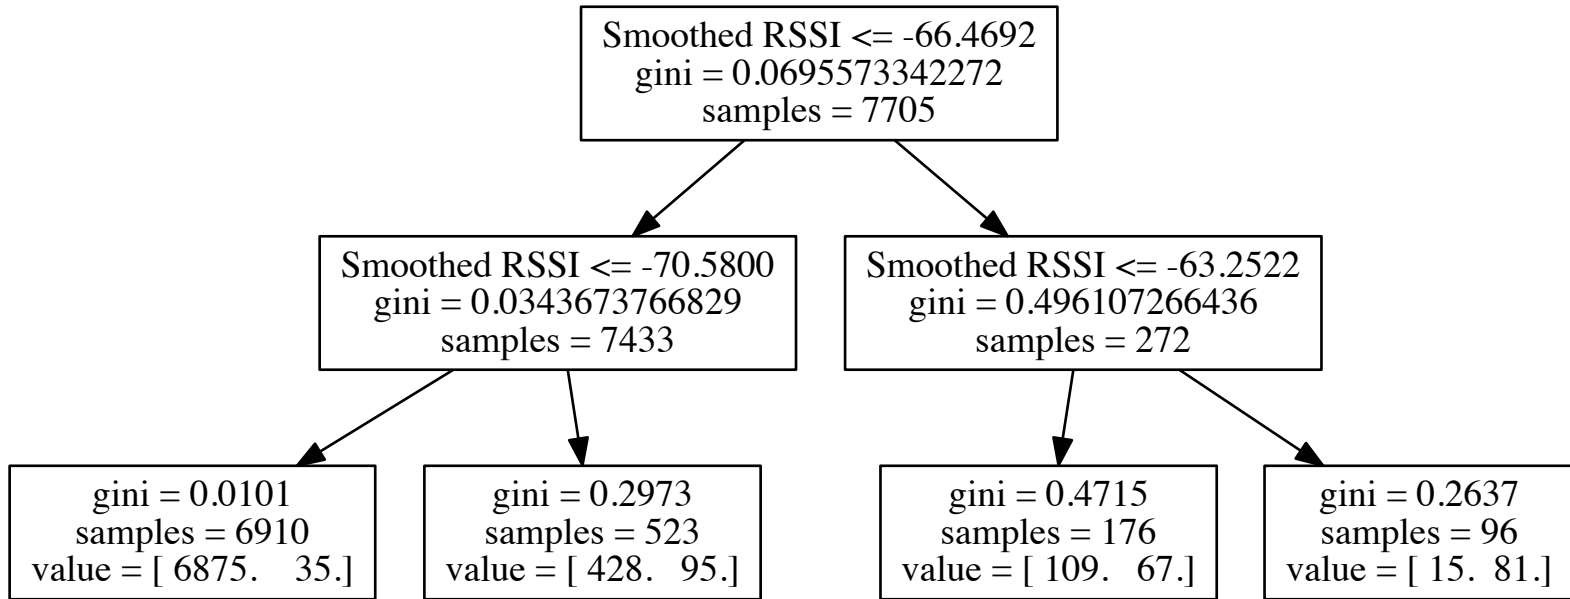 Smoothed RSSI <= -66.4692
gini = 0.0695573342272
samples = 7705
Smoothed RSSI <= -70.5800
gini = 0.0343673766829
samples = 7433
Smoothed RSSI <= -63.2522
gini = 0.496107266436
samples = 272
gini = 0.0101
samples = 6910
value = [ 6875.    35.]
gini = 0.2973
samples = 523
value = [ 428.   95.]
gini = 0.4715
samples = 176
value = [ 109.   67.]
gini = 0.2637
samples = 96
value = [ 15.  81.]